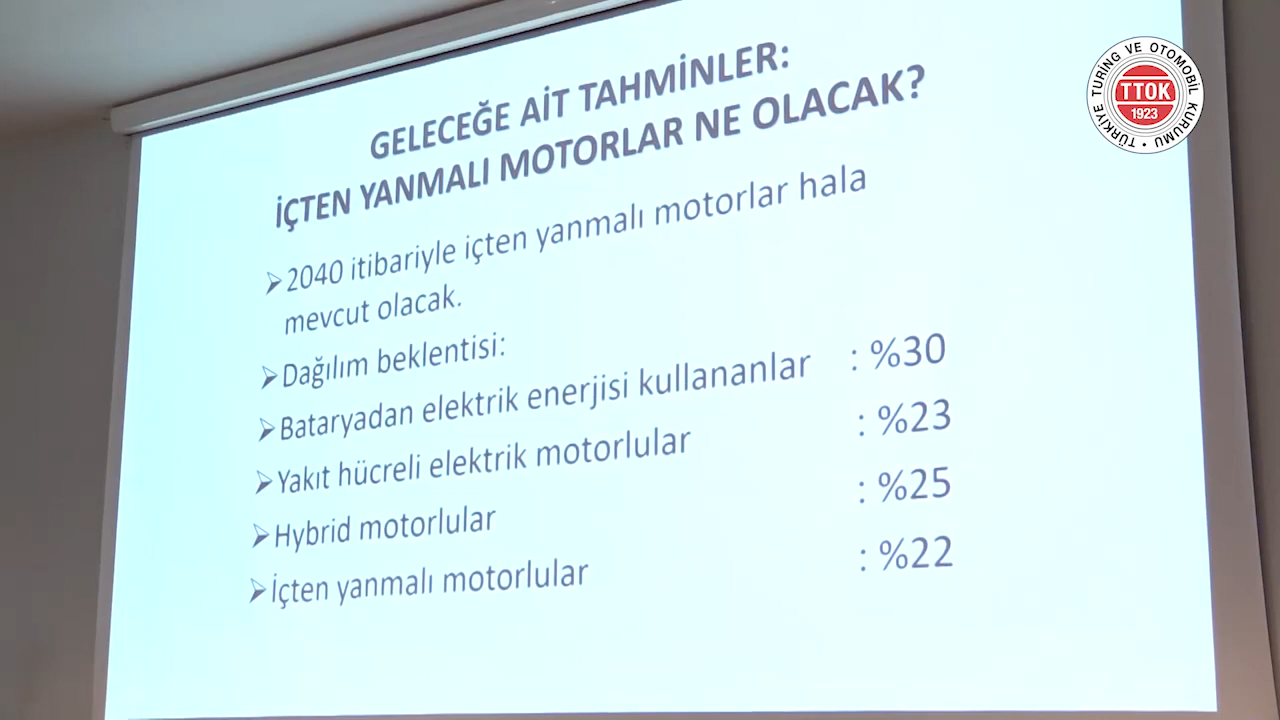 GELECEĞE AİT TAHMİNLER:
İÇTEN YANMALI MOTORLAR NE OLACAK?
2040 itibariyle içten yanmalı motorlar hala
mevcut olacak.
Dağılım beklentisi:
Bataryadan elektrik enerjisi kullananlar : %30
Yakıt hücreli elektrik motorlular : %23
Hybrid motorlular : %25
İçten yanmalı motorlular : %22
TÜRKİYE TURİNG VE OTOMOBİL KURUMU
TTOK
1923